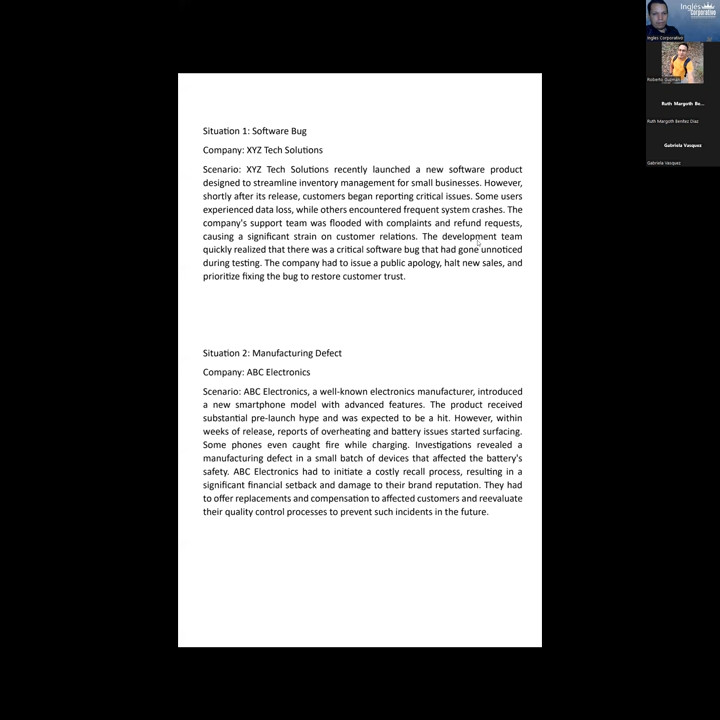 Inglés
Corporativo
Ingles Corporativo
Roberto Guzmán
Ruth Margoth Be...
Ruth Margoth Benitez Diaz
Gabriela Vasquez
Gabriela Vasquez
Situation 1: Software Bug
Company: XYZ Tech Solutions
Scenario: XYZ Tech Solutions recently launched a new software product
designed to streamline inventory management for small businesses. However,
shortly after its release, customers began reporting critical issues. Some users
experienced data loss, while others encountered frequent system crashes. The
company's support team was flooded with complaints and refund requests,
causing a significant strain on customer relations. The development team
quickly realized that there was a critical software bug that had gone unnoticed
during testing. The company had to issue a public apology, halt new sales, and
prioritize fixing the bug to restore customer trust.
Situation 2: Manufacturing Defect
Company: ABC Electronics
Scenario: ABC Electronics, a well-known electronics manufacturer, introduced
a new smartphone model with advanced features. The product received
substantial pre-launch hype and was expected to be a hit. However, within
weeks of release, reports of overheating and battery issues started surfacing.
Some phones even caught fire while charging. Investigations revealed a
manufacturing defect in a small batch of devices that affected the battery's
safety. ABC Electronics had to initiate a costly recall process, resulting in a
significant financial setback and damage to their brand reputation. They had
to offer replacements and compensation to affected customers and reevaluate
their quality control processes to prevent such incidents in the future.